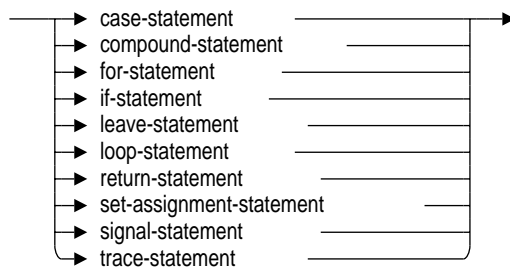 case-statement
compound-statement
for-statement
if-statement
leave-statement
loop-statement
return-statement
set-assignment-statement
signal-statement
trace-statement